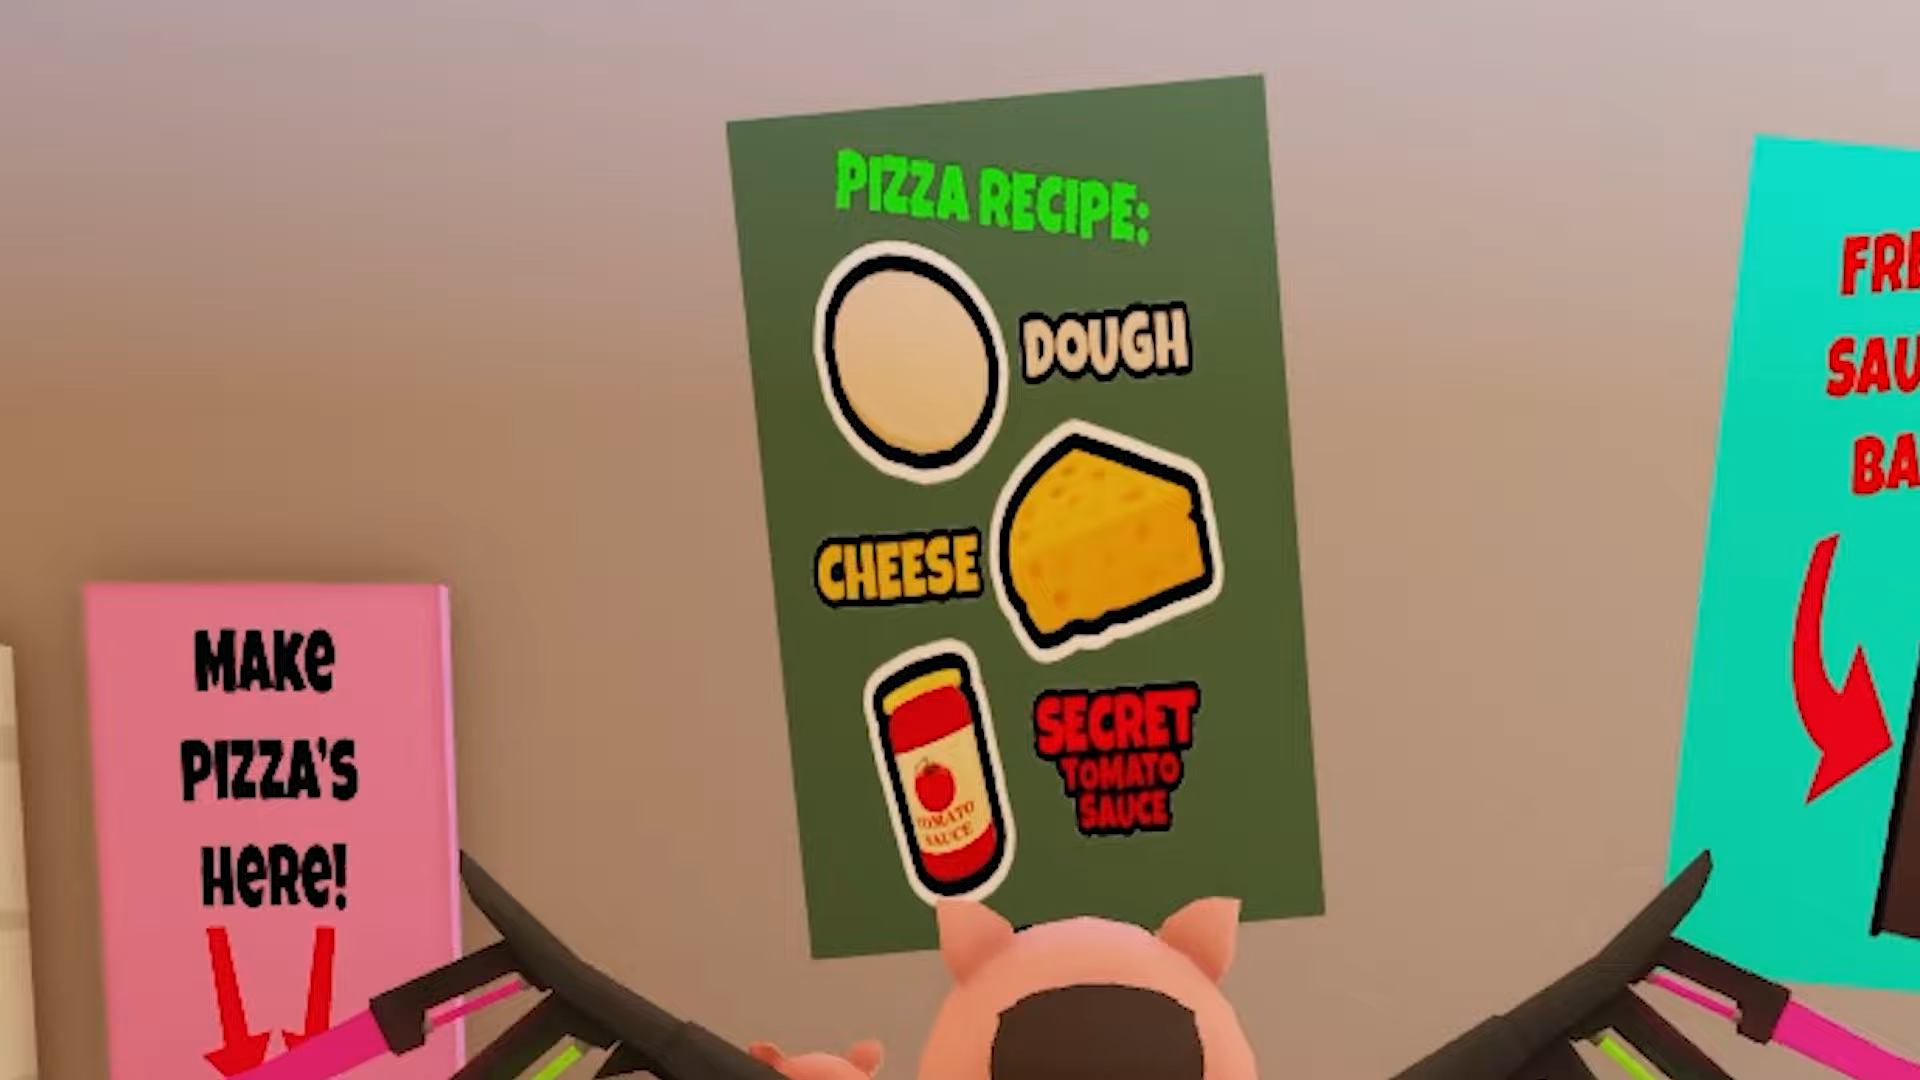 PIZZA RECIPE:
DOUGH
CHEESE
TOMATO
SAUCE
SECRET
TOMATO
SAUCE
MAKE
PIZZA'S
HERE!